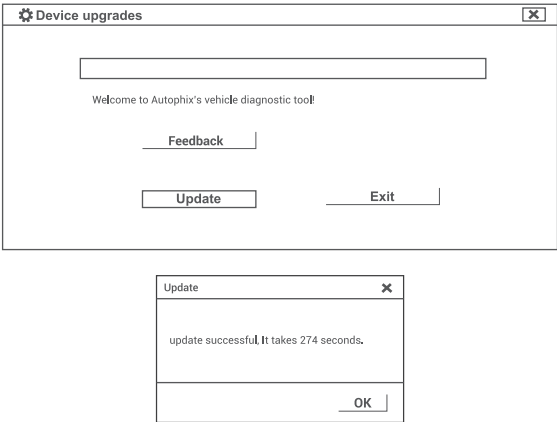 Device upgrades
Welcome to Autophix's vehicle diagnostic tool!
Feedback
Update
Exit
Update
update successful, It takes 274 seconds.
OK